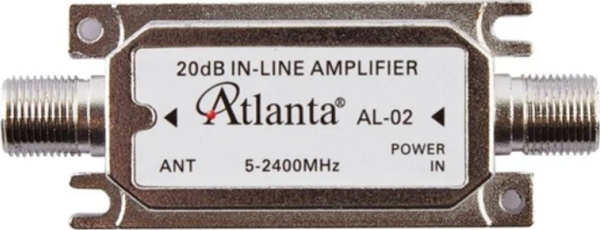 20dB IN-LINE AMPLIFIER
◀ Atlanta® AL-02 ◀
ANT 5-2400MHz POWER IN